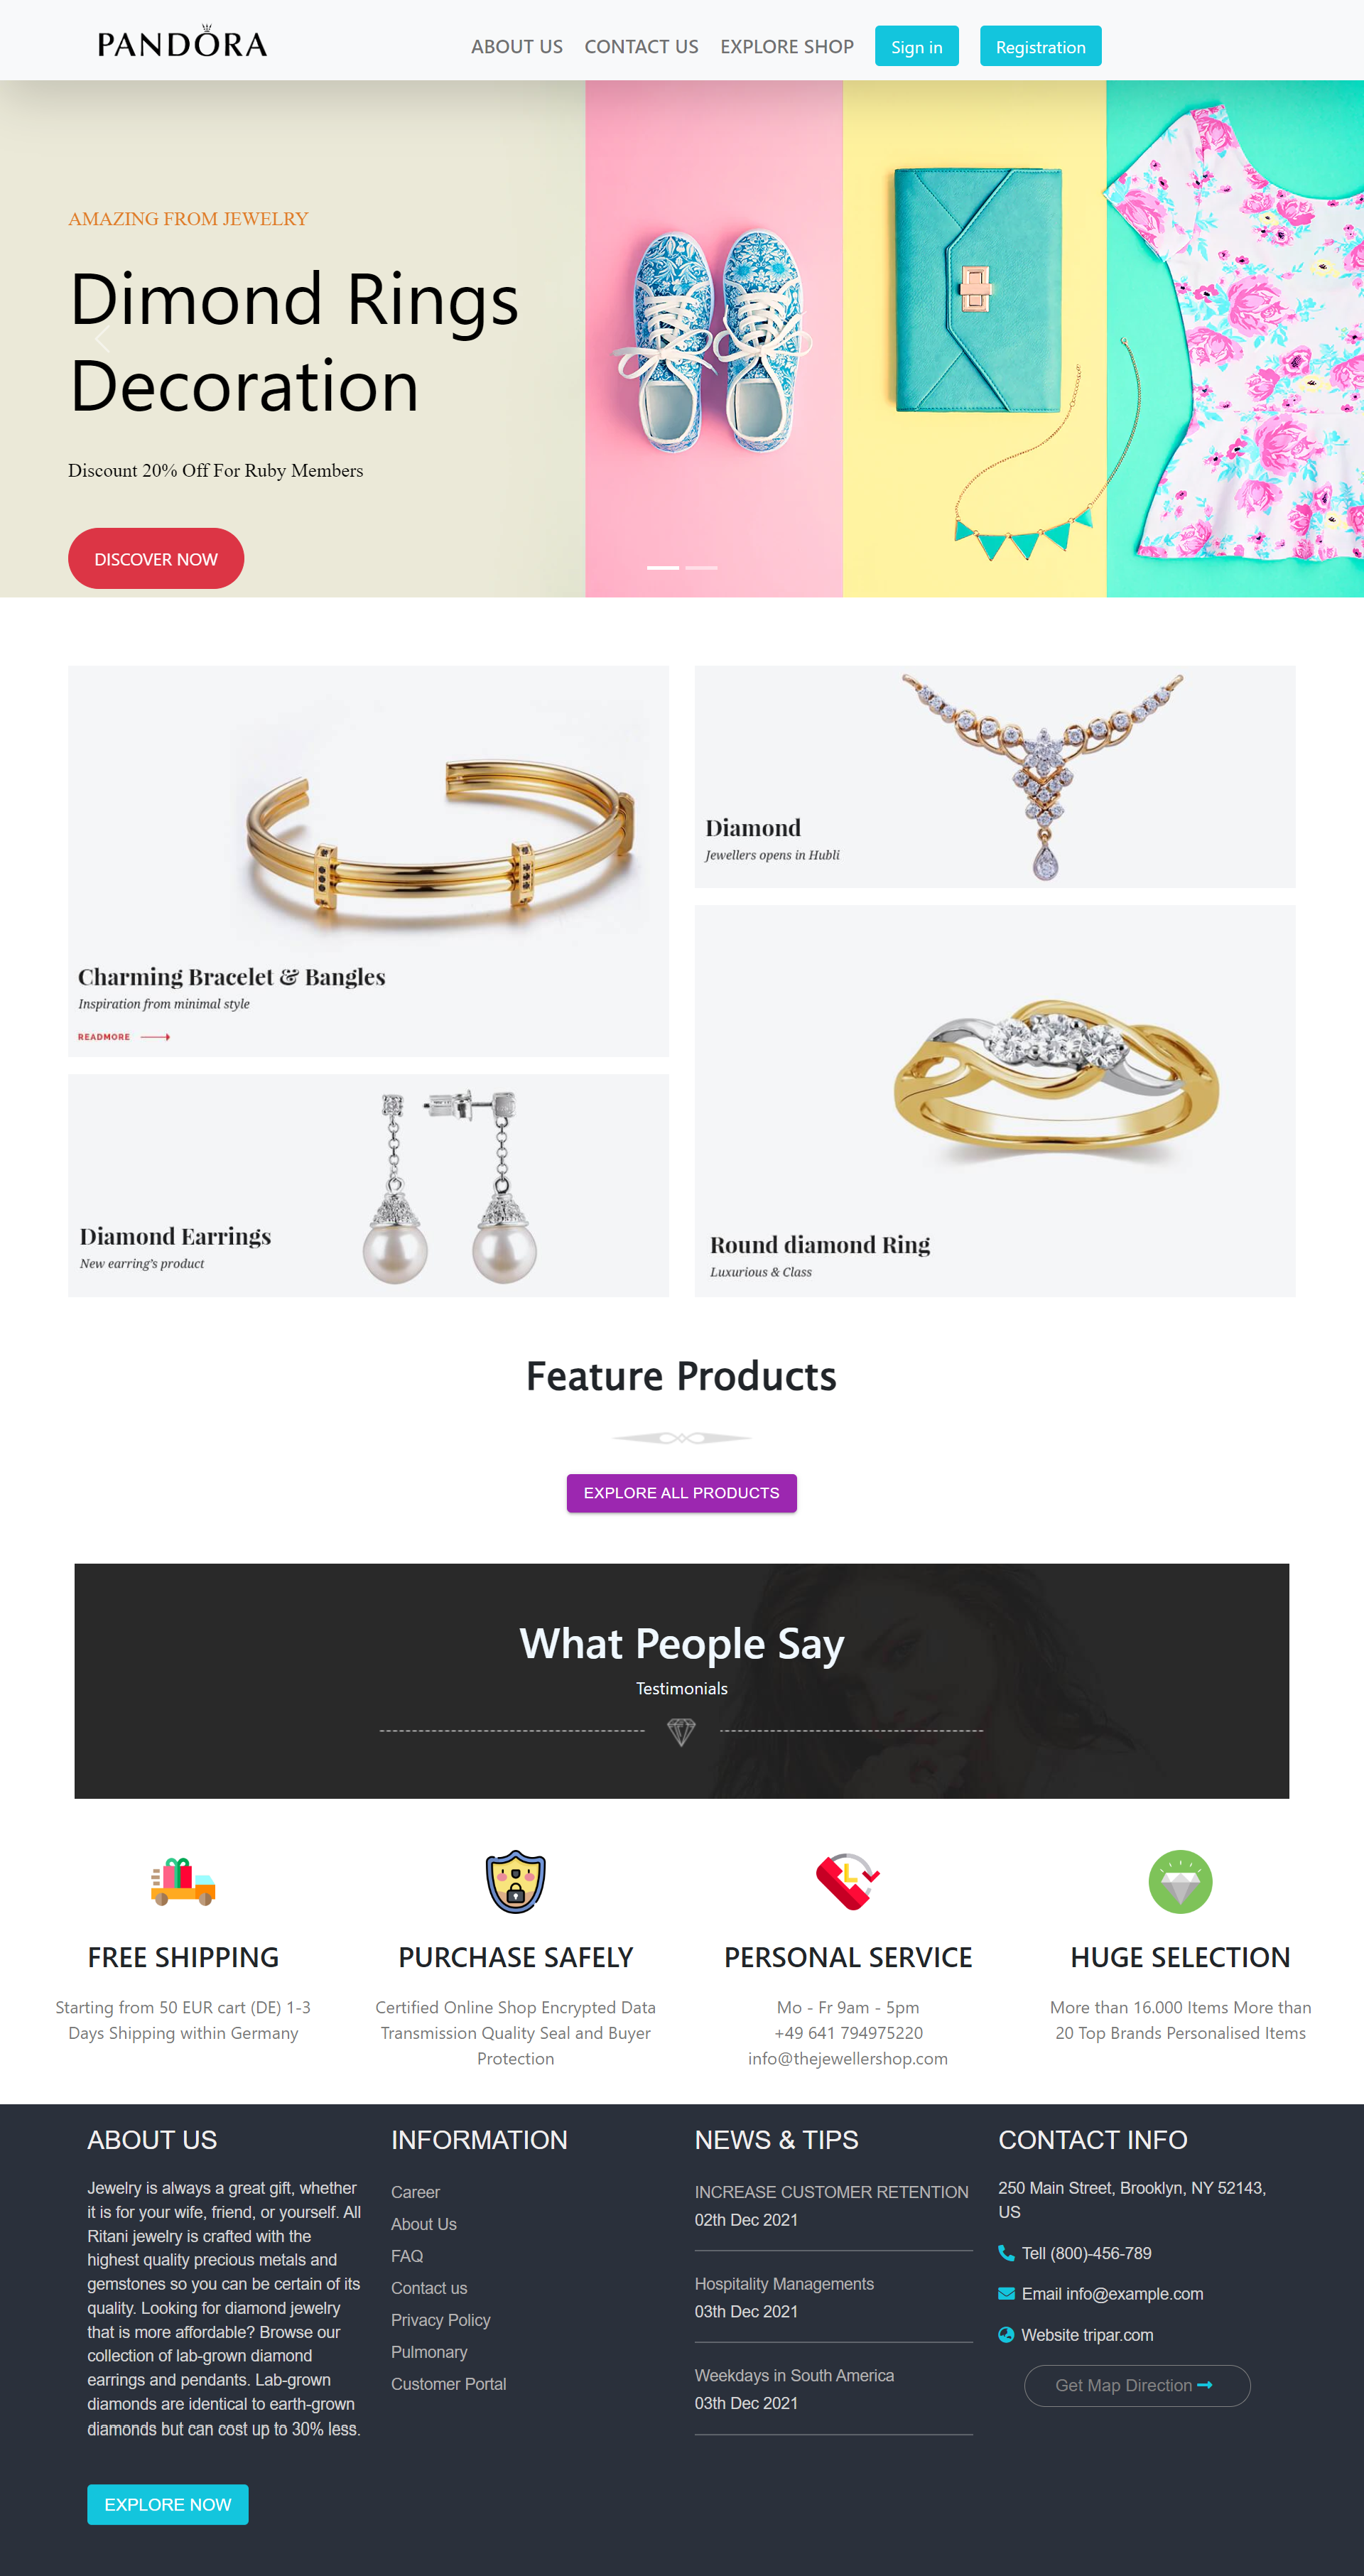 PANDORA
ABOUT US
CONTACT US
EXPLORE SHOP
Sign in
Registration
AMAZING FROM JEWELRY
Dimond Rings
Decoration
Discount 20% Off For Ruby Members
DISCOVER NOW
Charming Bracelet & Bangles
Inspiration from minimal style
READMORE
Diamond
Jewellers opens in Hubli
Diamond Earrings
New earring's product
Round diamond Ring
Luxurious & Class
Feature Products
EXPLORE ALL PRODUCTS
What People Say
Testimonials
FREE SHIPPING
Starting from 50 EUR cart (DE) 1-3
Days Shipping within Germany
PURCHASE SAFELY
Certified Online Shop Encrypted Data
Transmission Quality Seal and Buyer
Protection
PERSONAL SERVICE
Mo - Fr 9am - 5pm
+49 641 794975220
info@thejewellershop.com
HUGE SELECTION
More than 16.000 Items More than
20 Top Brands Personalised Items
ABOUT US
Jewelry is always a great gift, whether
it is for your wife, friend, or yourself. All
Ritani jewelry is crafted with the
highest quality precious metals and
gemstones so you can be certain of its
quality. Looking for diamond jewelry
that is more affordable? Browse our
collection of lab-grown diamond
earrings and pendants. Lab-grown
diamonds are identical to earth-grown
diamonds but can cost up to 30% less.
EXPLORE NOW
INFORMATION
Career
About Us
FAQ
Contact us
Privacy Policy
Pulmonary
Customer Portal
NEWS & TIPS
INCREASE CUSTOMER RETENTION
02th Dec 2021
Hospitality Managements
03th Dec 2021
Weekdays in South America
03th Dec 2021
CONTACT INFO
250 Main Street, Brooklyn, NY 52143,
US
Tell (800)-456-789
Email info@example.com
Website tripar.com
Get Map Direction